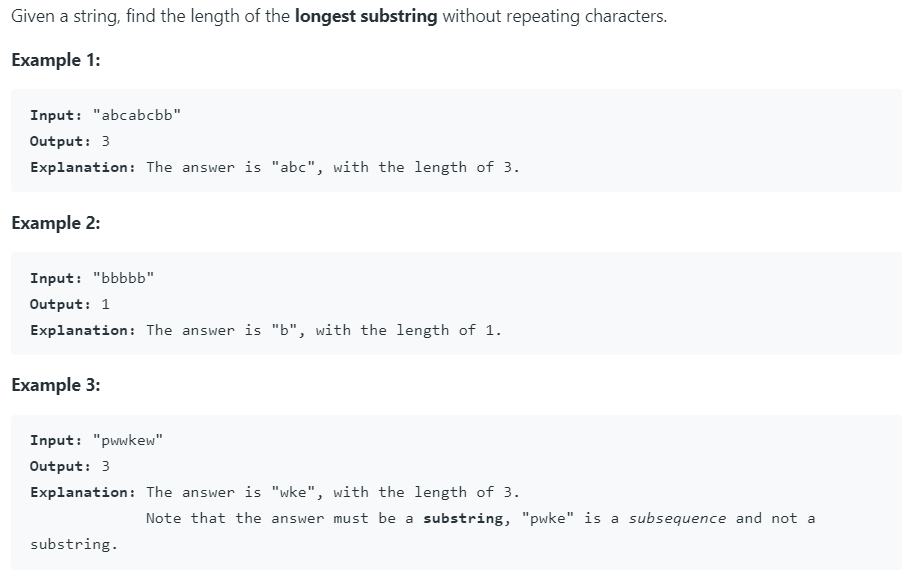 Given a string, find the length of the longest substring without repeating characters.
Example 1:
Input: "abcabcbb"
Output: 3
Explanation: The answer is "abc", with the length of 3.
Example 2:
Input: "bbbbb"
Output: 1
Explanation: The answer is "b", with the length of 1.
Example 3:
Input: "pwwkew"
Output: 3
Explanation: The answer is "wke", with the length of 3.
Note that the answer must be a substring, "pwke" is a subsequence and not a
substring.